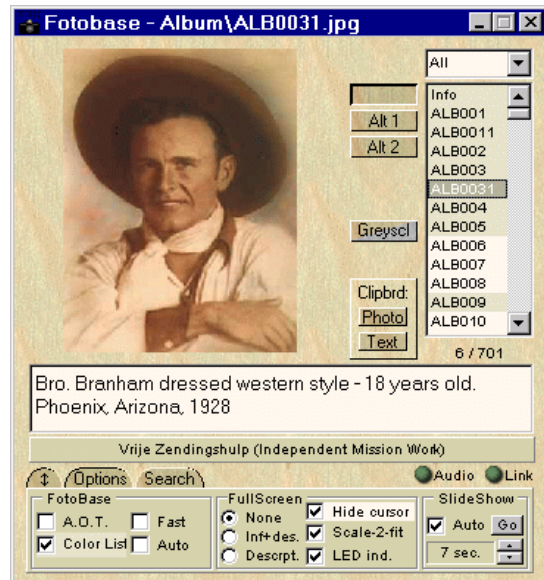 Fotobase - Album\ALB0031.jpg
All
Info
ALB001
ALB0011
ALB002
ALB003
ALB0031
ALB004
ALB005
ALB006
ALB007
ALB008
ALB009
ALB010
Alt 1
Alt 2
Greyscl
Clipbrd:
Photo
Text
6 / 701
Bro. Branham dressed western style - 18 years old.
Phoenix, Arizona, 1928
Vrije Zendingshulp (Independent Mission Work)
Options Search Audio Link
FotoBase
A.O.T. Fast
Color List Auto
FullScreen
None Hide cursor
Inf+des. Scale-2-fit
Descrpt. LED ind.
SlideShow
Auto Go
7 sec.